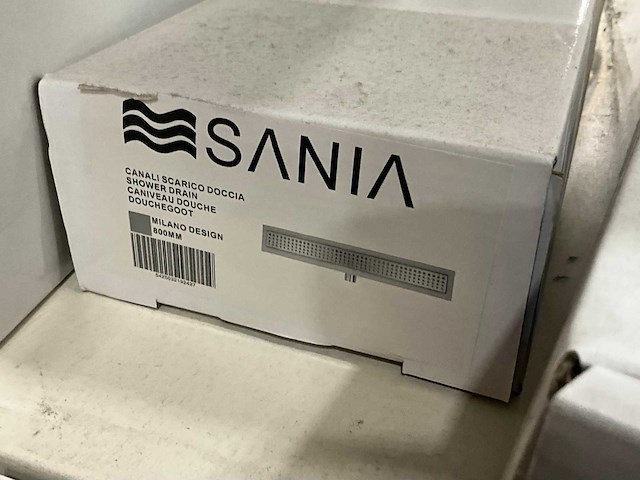 SANIA
CANALI SCARICO DOCCIA
SHOWER DRAIN
CANIVEAU DOUCHE
DOUCHEGOOT
MILANO DESIGN
800MM